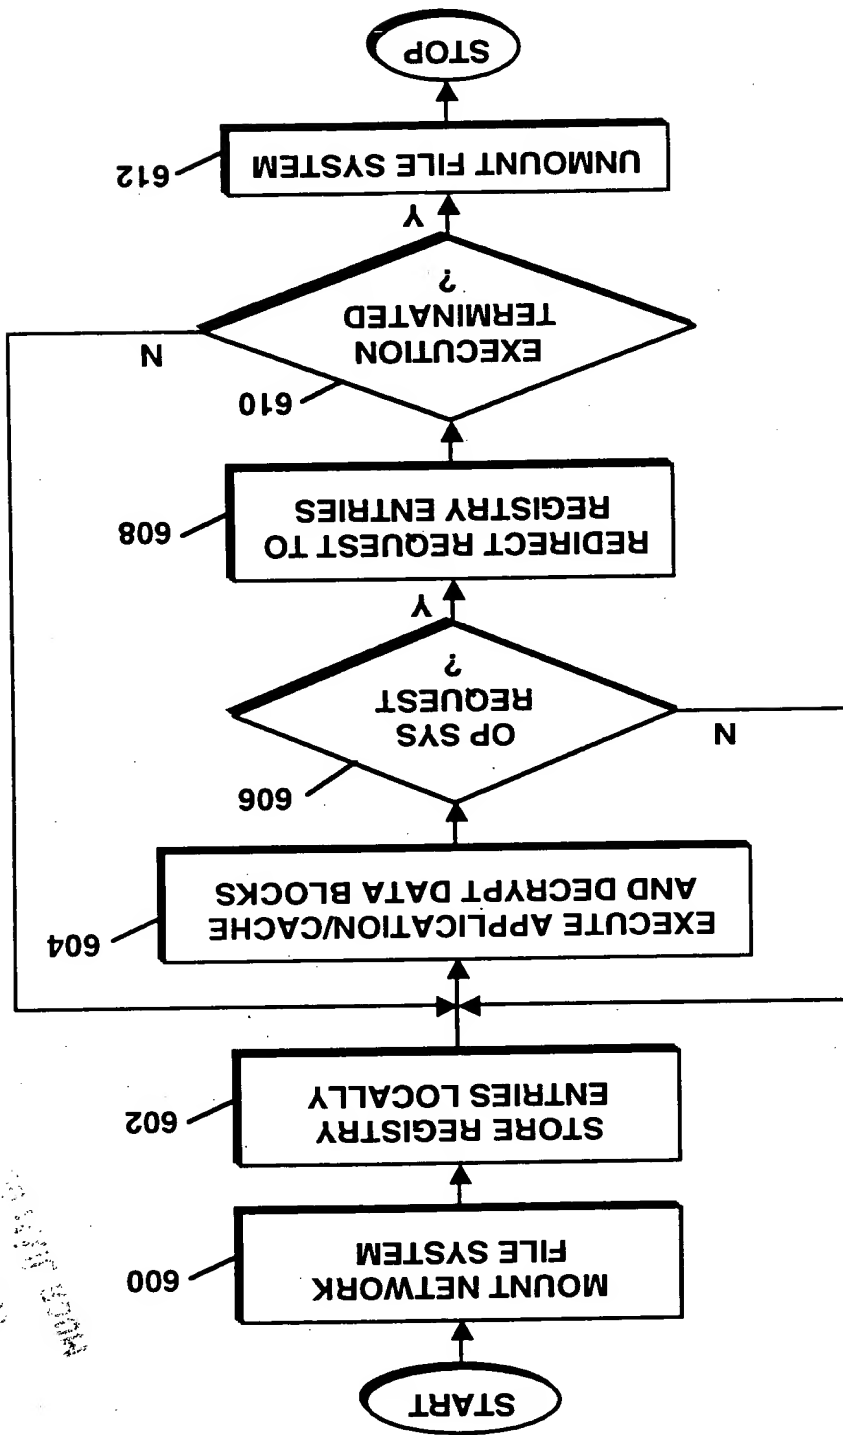 START
MOUNT NETWORK
FILE SYSTEM
600
STORE REGISTRY
ENTRIES LOCALLY
602
EXECUTE APPLICATION/CACHE
AND DECRYPT DATA BLOCKS
604
OP SYS
REQUEST
?
606
N
Y
REDIRECT REQUEST TO
REGISTRY ENTRIES
608
EXECUTION
TERMINATED
?
610
N
Y
UNMOUNT FILE SYSTEM
612
STOP